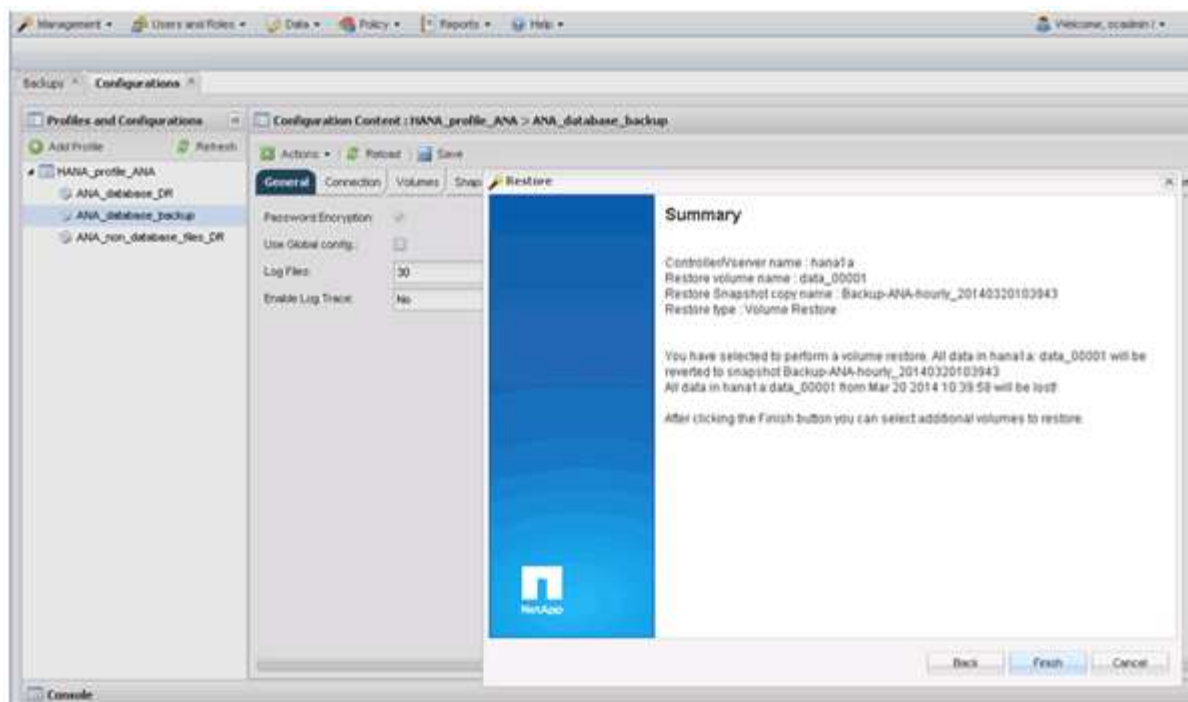 Management
Users and Roles
Data
Policy
Reports
Help
Welcome, scadmin!
Backups
Configurations
Profiles and Configurations
Configuration Content : HANA_profile_ANA > ANA_database_backup
Add Profile
Refresh
Actions
Reload
Save
HANA_profile_ANA
ANA_database_DR
ANA_database_backup
ANA_non_database_files_DR
General
Connection
Volumes
Snap
Password Encryption:
Use Global config.:
Log Files:
30
Enable Log Trace:
No
Restore
Summary
Controller/Vserver name : hana1a
Restore volume name : data_00001
Restore Snapshot copy name : Backup-ANA-hourly_20140320103943
Restore type : Volume Restore
You have selected to perform a volume restore. All data in hana1a: data_00001 will be
reverted to snapshot Backup-ANA-hourly_20140320103943
All data in hana1a:data_00001 from Mar 20 2014 10:39:58 will be lost!
After clicking the Finish button you can select additional volumes to restore.
NetApp
Back
Finish
Cancel
Console